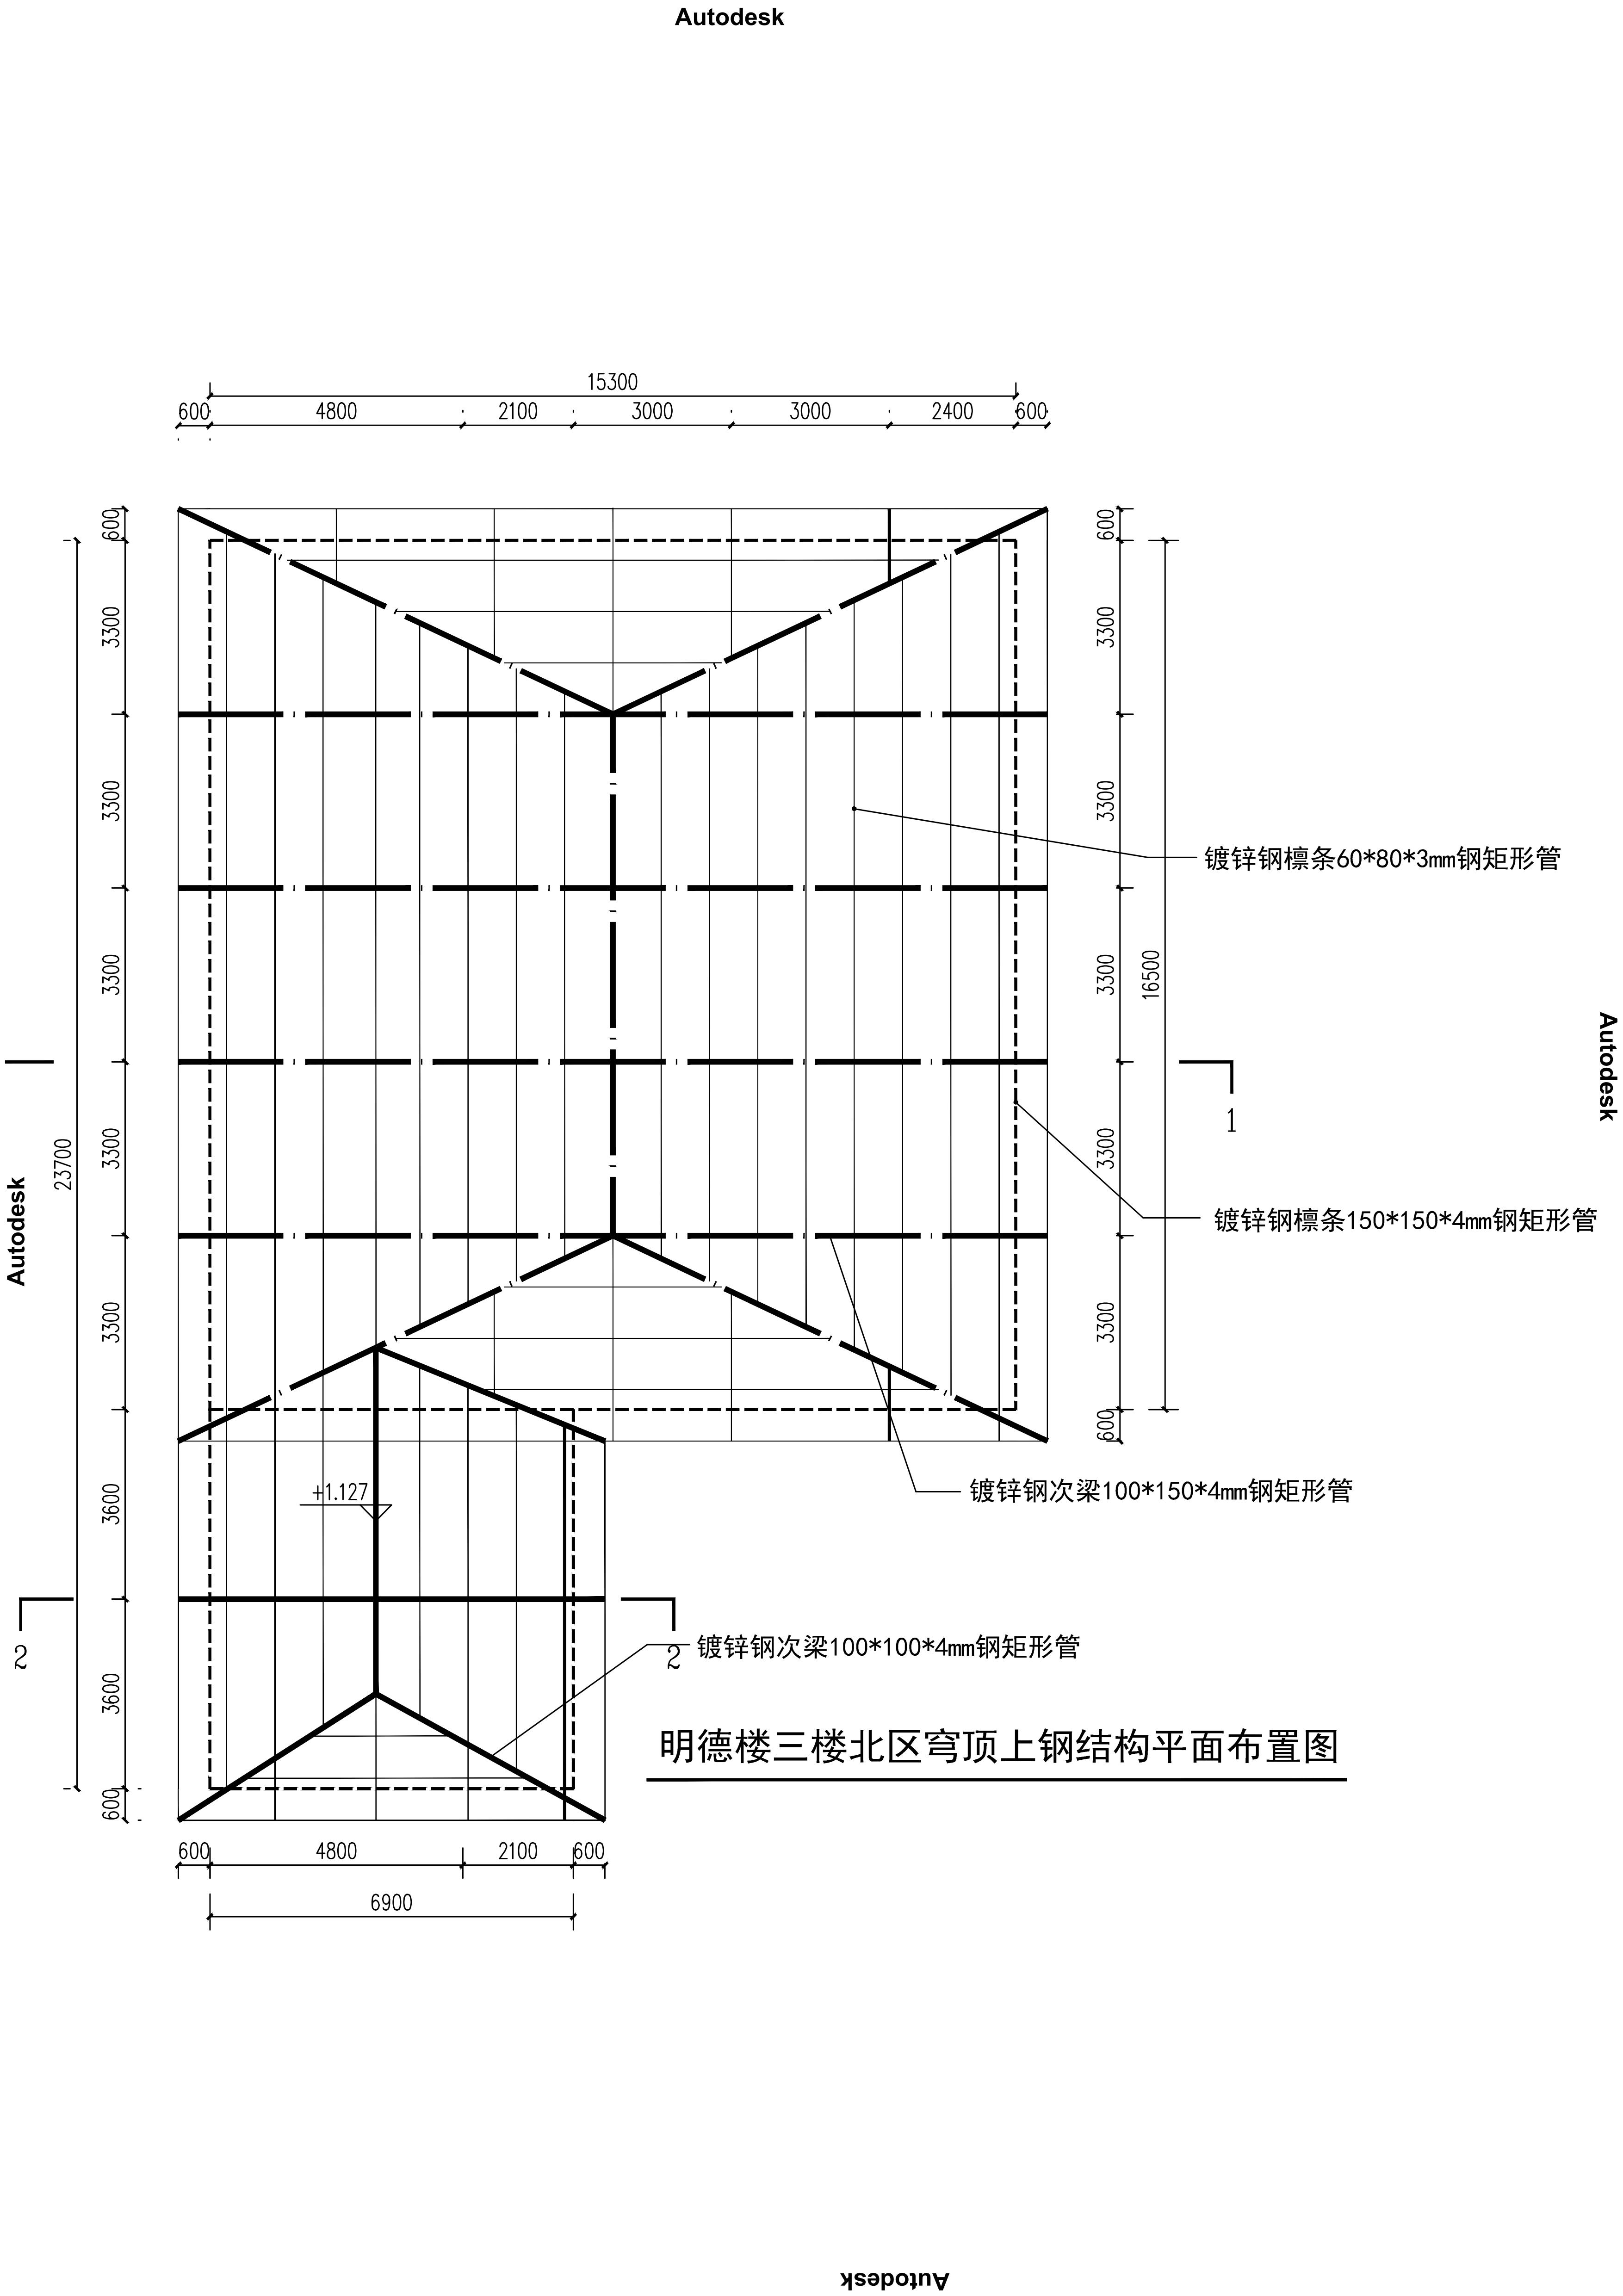 Autodesk
15300
600 4800 2100 3000 3000 2400 600
600
3300
3300
3300
3300
3300
3600
3600
600
23700
600
3300
3300
3300
3300
3300
600
16500
镀锌钢檩条60*80*3mm钢矩形管
Autodesk
1
Autodesk
镀锌钢檩条150*150*4mm钢矩形管
+1.127
镀锌钢次梁100*150*4mm钢矩形管
2
2
镀锌钢次梁100*100*4mm钢矩形管
明德楼三楼北区穹顶上钢结构平面布置图
600 4800 2100 600
6900
Autodesk